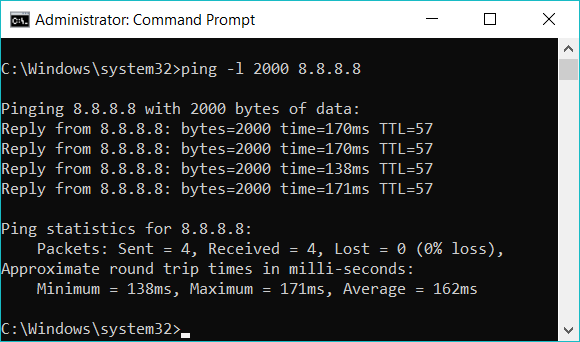 Administrator: Command Prompt
C:\Windows\system32>ping -l 2000 8.8.8.8
Pinging 8.8.8.8 with 2000 bytes of data:
Reply from 8.8.8.8: bytes=2000 time=170ms TTL=57
Reply from 8.8.8.8: bytes=2000 time=170ms TTL=57
Reply from 8.8.8.8: bytes=2000 time=138ms TTL=57
Reply from 8.8.8.8: bytes=2000 time=171ms TTL=57
Ping statistics for 8.8.8.8:
    Packets: Sent = 4, Received = 4, Lost = 0 (0% loss),
Approximate round trip times in milli-seconds:
    Minimum = 138ms, Maximum = 171ms, Average = 162ms
C:\Windows\system32>